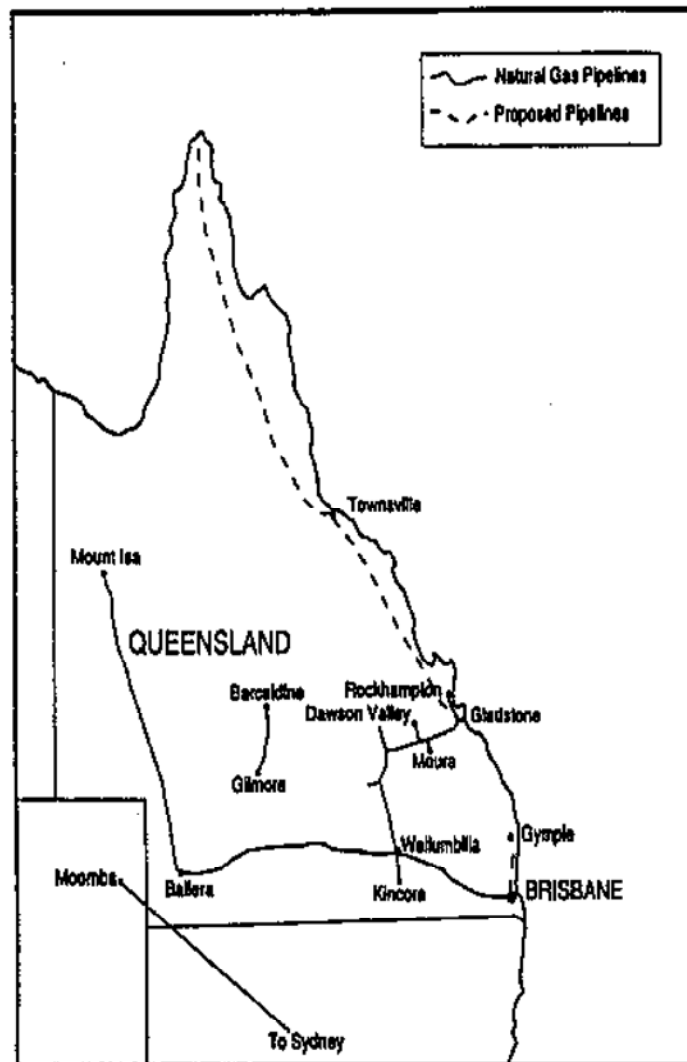 Natural Gas Pipelines
Proposed Pipelines
Townsville
Mount Isa
QUEENSLAND
Barcaldine
Rockhampton
Dawson Valley
Gladstone
Moura
Gilmore
Gympie
Wallumbilla
Moomba
Ballera
Kincora
BRISBANE
To Sydney